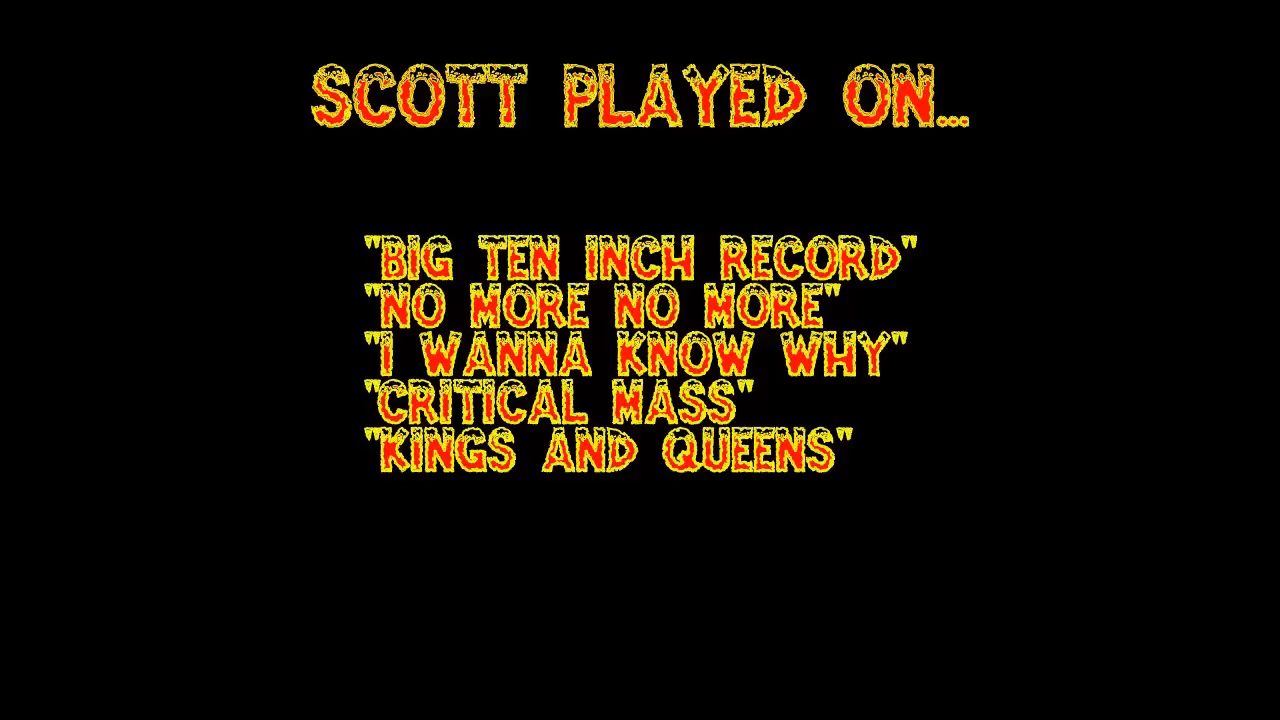 SCOTT PLAYED ON...
"BIG TEN INCH RECORD"
"NO MORE NO MORE"
"I WANNA KNOW WHY"
"CRITICAL MASS"
"KINGS AND QUEENS"